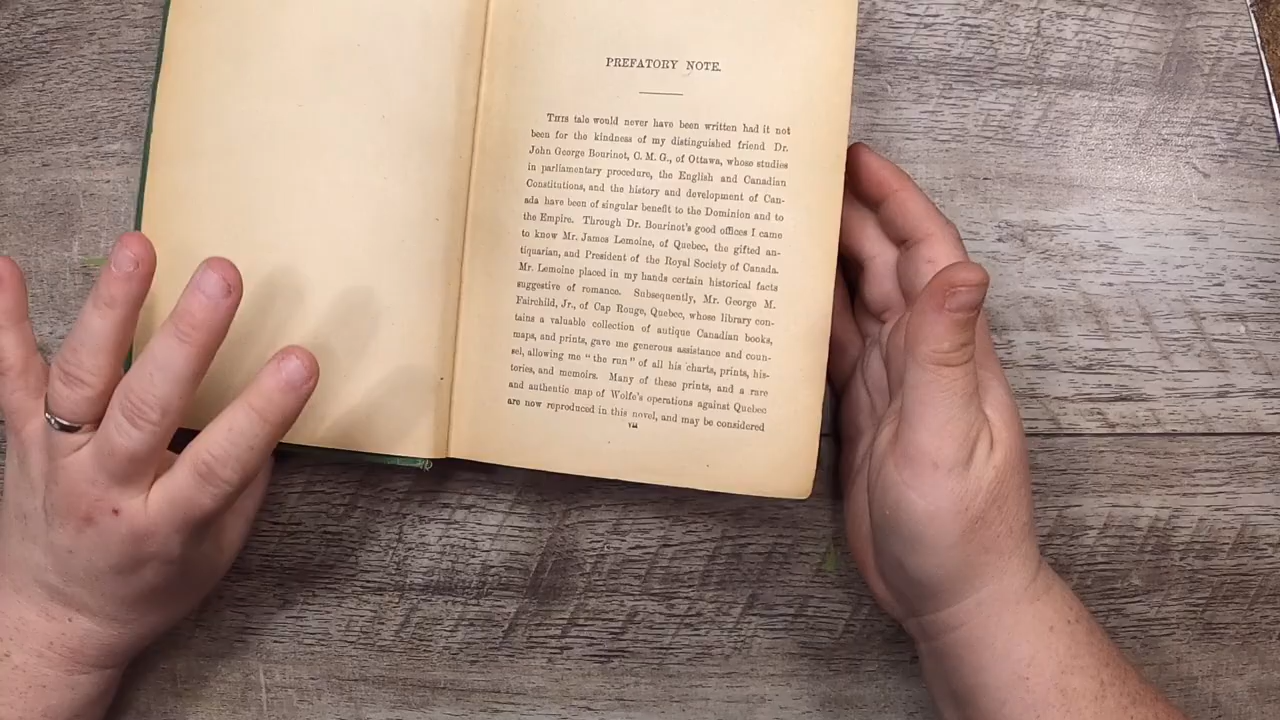 PREFATORY NOTE.
THIS tale would never have been written had it not
been for the kindness of my distinguished friend Dr.
John George Bourinot, C. M. G., of Ottawa, whose studies
in parliamentary procedure, the English and Canadian
Constitutions, and the history and development of Can-
ada have been of singular benefit to the Dominion and to
the Empire. Through Dr. Bourinot's good offices I came
to know Mr. James Lemoine, of Quebec, the gifted an-
tiquarian, and President of the Royal Society of Canada.
Mr. Lemoine placed in my hands certain historical facts
suggestive of romance. Subsequently, Mr. George M.
Fairchild, Jr., of Cap Rouge, Quebec, whose library con-
tains a valuable collection of antique Canadian books,
maps, and prints, gave me generous assistance and coun-
sel, allowing me "the run" of all his charts, prints, his-
tories, and memoirs. Many of these prints, and a rare
and authentic map of Wolfe's operations against Quebec
are now reproduced in this novel, and may be considered
vii